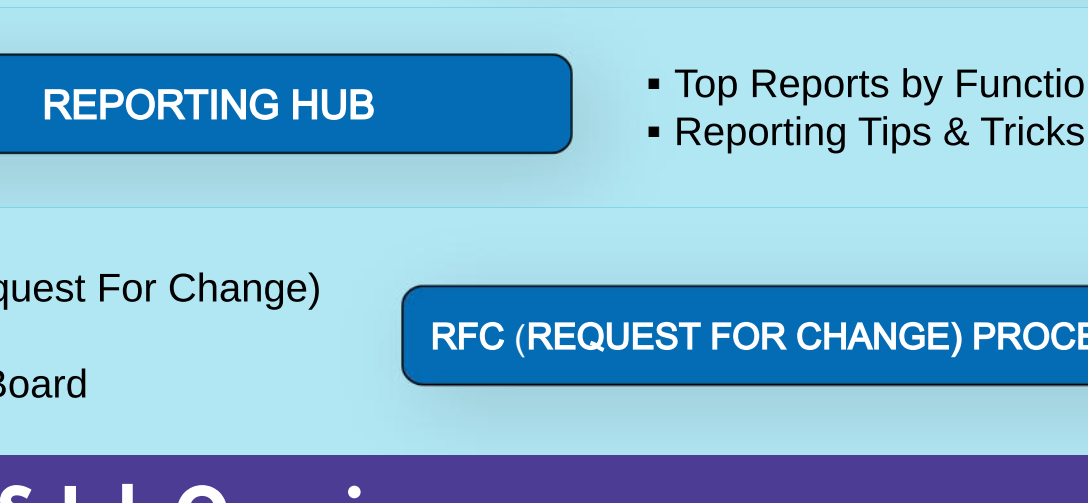 REPORTING HUB
▪ Top Reports by Functio
▪ Reporting Tips & Tricks
quest For Change)
RFC (REQUEST FOR CHANGE) PROCE
Board